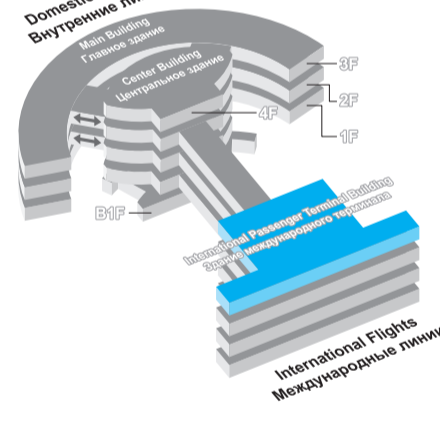 Domestic
Внутренние
Main Building
Главное здание
Center Building
Центральное здание
3F
2F
4F
1F
B1F
International Passenger Terminal Building
Здание международного терминала
International Flights
Международные линии